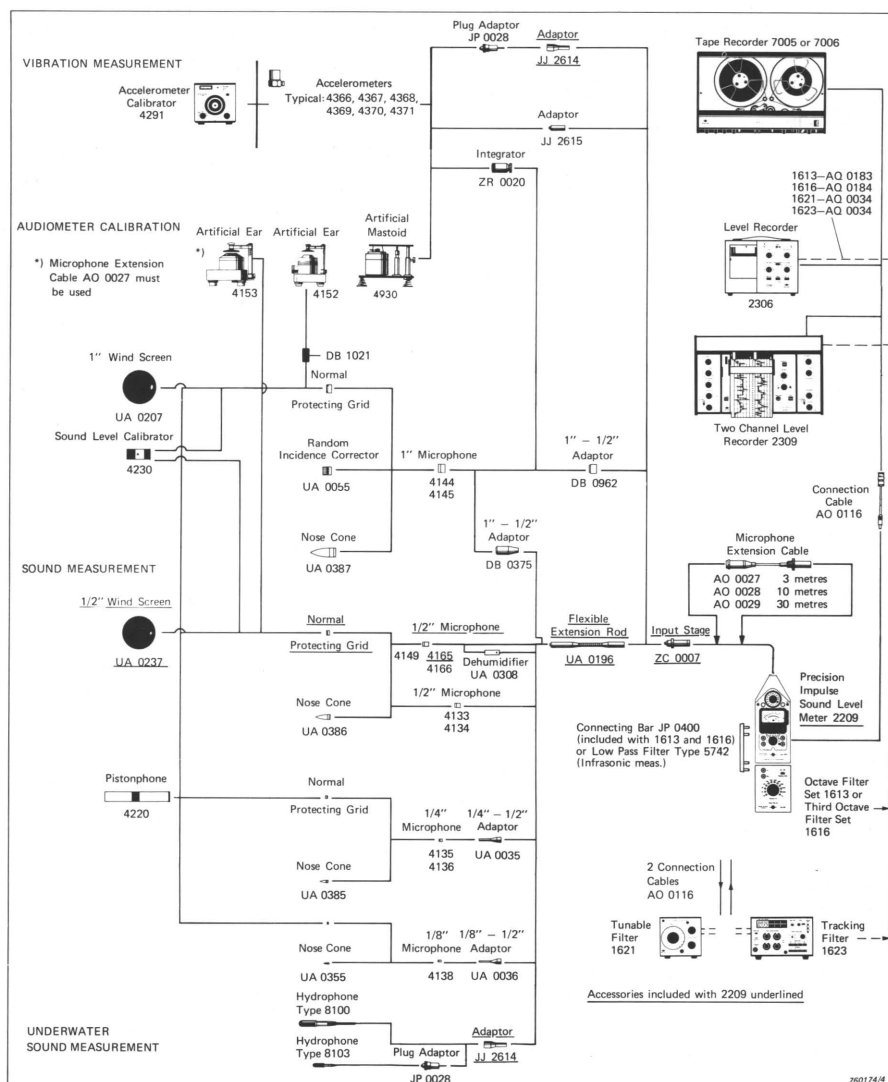 Plug Adaptor
JP 0028
Adaptor
JJ 2614
Tape Recorder 7005 or 7006
VIBRATION MEASUREMENT
Accelerometer
Calibrator
4291
Accelerometers
Typical: 4366, 4367, 4368,
4369, 4370, 4371
Adaptor
JJ 2615
Integrator
ZR 0020
1613–AQ 0183
1616–AQ 0184
1621–AQ 0034
1623–AQ 0034
AUDIOMETER CALIBRATION
*) Microphone Extension
Cable AO 0027 must
be used
Artificial Ear
*)
4153
Artificial Ear
4152
Artificial
Mastoid
4930
Level Recorder
2306
DB 1021
1'' Wind Screen
UA 0207
Normal
Protecting Grid
Two Channel Level
Recorder 2309
Sound Level Calibrator
4230
Random
Incidence Corrector
UA 0055
1'' Microphone
4144
4145
1'' – 1/2''
Adaptor
DB 0962
Connection
Cable
AO 0116
Nose Cone
UA 0387
1'' – 1/2''
Adaptor
DB 0375
Microphone
Extension Cable
AO 0027 3 metres
AO 0028 10 metres
AO 0029 30 metres
SOUND MEASUREMENT
1/2'' Wind Screen
UA 0237
Normal
Protecting Grid
1/2'' Microphone
4149 4165
4166
Dehumidifier
UA 0308
Flexible
Extension Rod
UA 0196
Input Stage
ZC 0007
Nose Cone
UA 0386
1/2'' Microphone
4133
4134
Precision
Impulse
Sound Level
Meter 2209
Connecting Bar JP 0400
(included with 1613 and 1616)
or Low Pass Filter Type 5742
(Infrasonic meas.)
Pistonphone
4220
Normal
Protecting Grid
Octave Filter
Set 1613 or
Third Octave
Filter Set
1616
1/4''
Microphone
4135
4136
1/4'' – 1/2''
Adaptor
UA 0035
Nose Cone
UA 0385
2 Connection
Cables
AO 0116
Nose Cone
UA 0355
1/8''
Microphone
4138
1/8'' – 1/2''
Adaptor
UA 0036
Tunable
Filter
1621
Tracking
Filter
1623
Accessories included with 2209 underlined
Hydrophone
Type 8100
UNDERWATER
SOUND MEASUREMENT
Hydrophone
Type 8103
Plug Adaptor
JP 0028
Adaptor
JJ 2614
760174/4